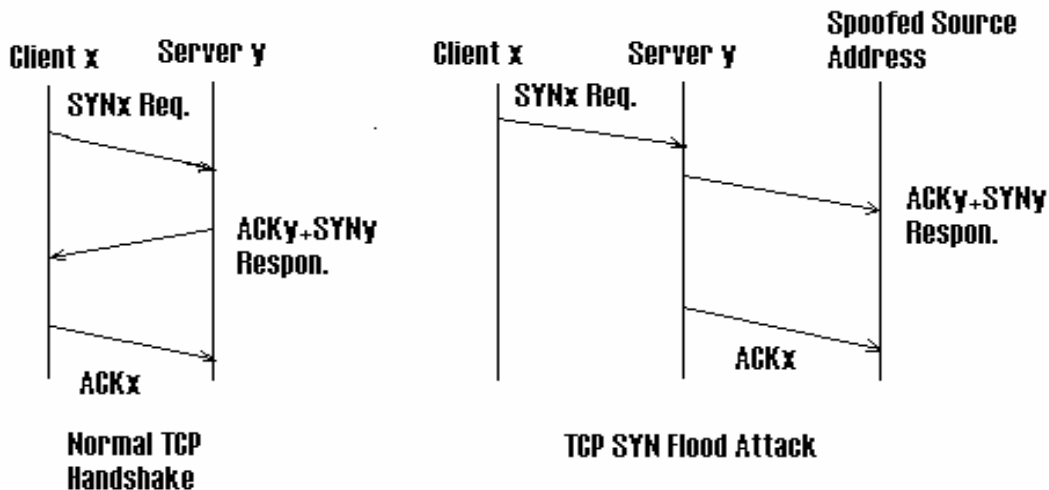 Client x
Server y
SYNx Req.
ACKy+SYNy
Respon.
ACKx
Normal TCP
Handshake
Client x
Server y
Spoofed Source
Address
SYNx Req.
ACKy+SYNy
Respon.
ACKx
TCP SYN Flood Attack